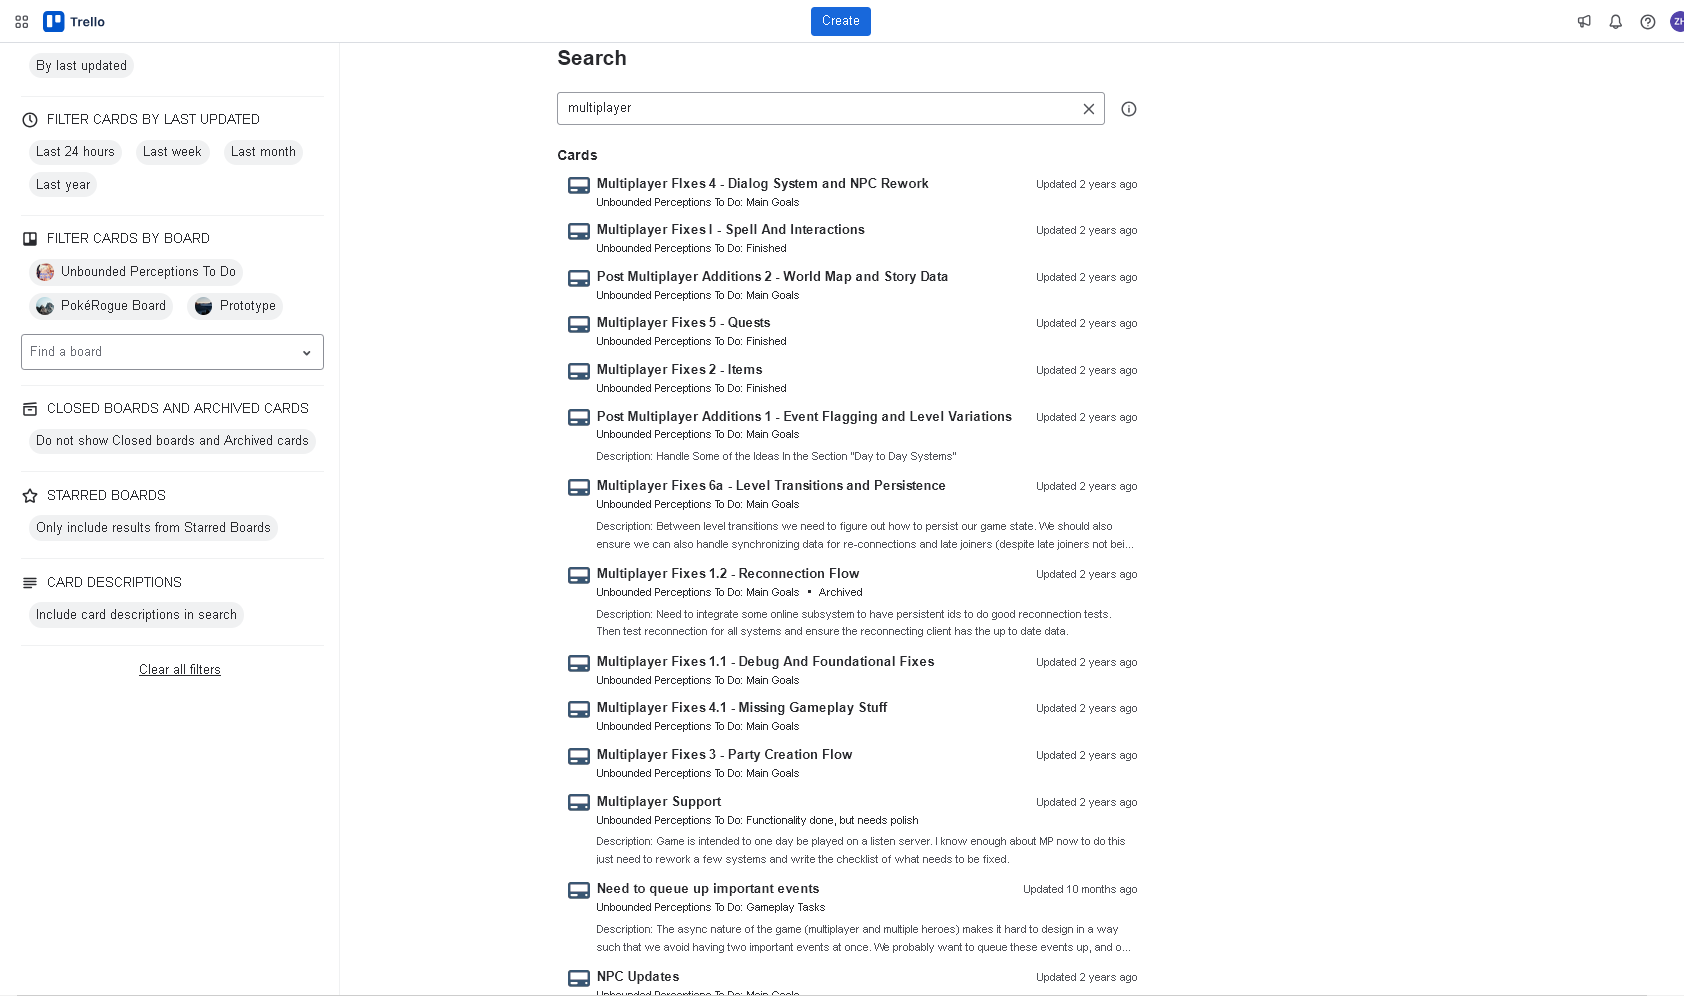 Trello
Create
ZH
By last updated
FILTER CARDS BY LAST UPDATED
Last 24 hours
Last week
Last month
Last year
FILTER CARDS BY BOARD
Unbounded Perceptions To Do
PokéRogue Board
Prototype
Find a board
CLOSED BOARDS AND ARCHIVED CARDS
Do not show Closed boards and Archived cards
STARRED BOARDS
Only include results from Starred Boards
CARD DESCRIPTIONS
Include card descriptions in search
Clear all filters
Search
multiplayer
Cards
Multiplayer FIxes 4 - Dialog System and NPC Rework
Updated 2 years ago
Unbounded Perceptions To Do: Main Goals
Multiplayer Fixes I - Spell And Interactions
Updated 2 years ago
Unbounded Perceptions To Do: Finished
Post Multiplayer Additions 2 - World Map and Story Data
Updated 2 years ago
Unbounded Perceptions To Do: Main Goals
Multiplayer Fixes 5 - Quests
Updated 2 years ago
Unbounded Perceptions To Do: Finished
Multiplayer Fixes 2 - Items
Updated 2 years ago
Unbounded Perceptions To Do: Finished
Post Multiplayer Additions 1 - Event Flagging and Level Variations
Updated 2 years ago
Unbounded Perceptions To Do: Main Goals
Description: Handle Some of the Ideas In the Section "Day to Day Systems"
Multiplayer Fixes 6a - Level Transitions and Persistence
Updated 2 years ago
Unbounded Perceptions To Do: Main Goals
Description: Between level transitions we need to figure out how to persist our game state. We should also
ensure we can also handle synchronizing data for re-connections and late joiners (despite late joiners not bei...
Multiplayer Fixes 1.2 - Reconnection Flow
Updated 2 years ago
Unbounded Perceptions To Do: Main Goals • Archived
Description: Need to integrate some online subsystem to have persistent ids to do good reconnection tests.
Then test reconnection for all systems and ensure the reconnecting client has the up to date data.
Multiplayer Fixes 1.1 - Debug And Foundational Fixes
Updated 2 years ago
Unbounded Perceptions To Do: Main Goals
Multiplayer Fixes 4.1 - Missing Gameplay Stuff
Updated 2 years ago
Unbounded Perceptions To Do: Main Goals
Multiplayer Fixes 3 - Party Creation Flow
Updated 2 years ago
Unbounded Perceptions To Do: Main Goals
Multiplayer Support
Updated 2 years ago
Unbounded Perceptions To Do: Functionality done, but needs polish
Description: Game is intended to one day be played on a listen server. I know enough about MP now to do this
just need to rework a few systems and write the checklist of what needs to be fixed.
Need to queue up important events
Updated 10 months ago
Unbounded Perceptions To Do: Gameplay Tasks
Description: The async nature of the game (multiplayer and multiple heroes) makes it hard to design in a way
such that we avoid having two important events at once. We probably want to queue these events up, and o...
NPC Updates
Updated 2 years ago
Unbounded Perceptions To Do: Main Goals